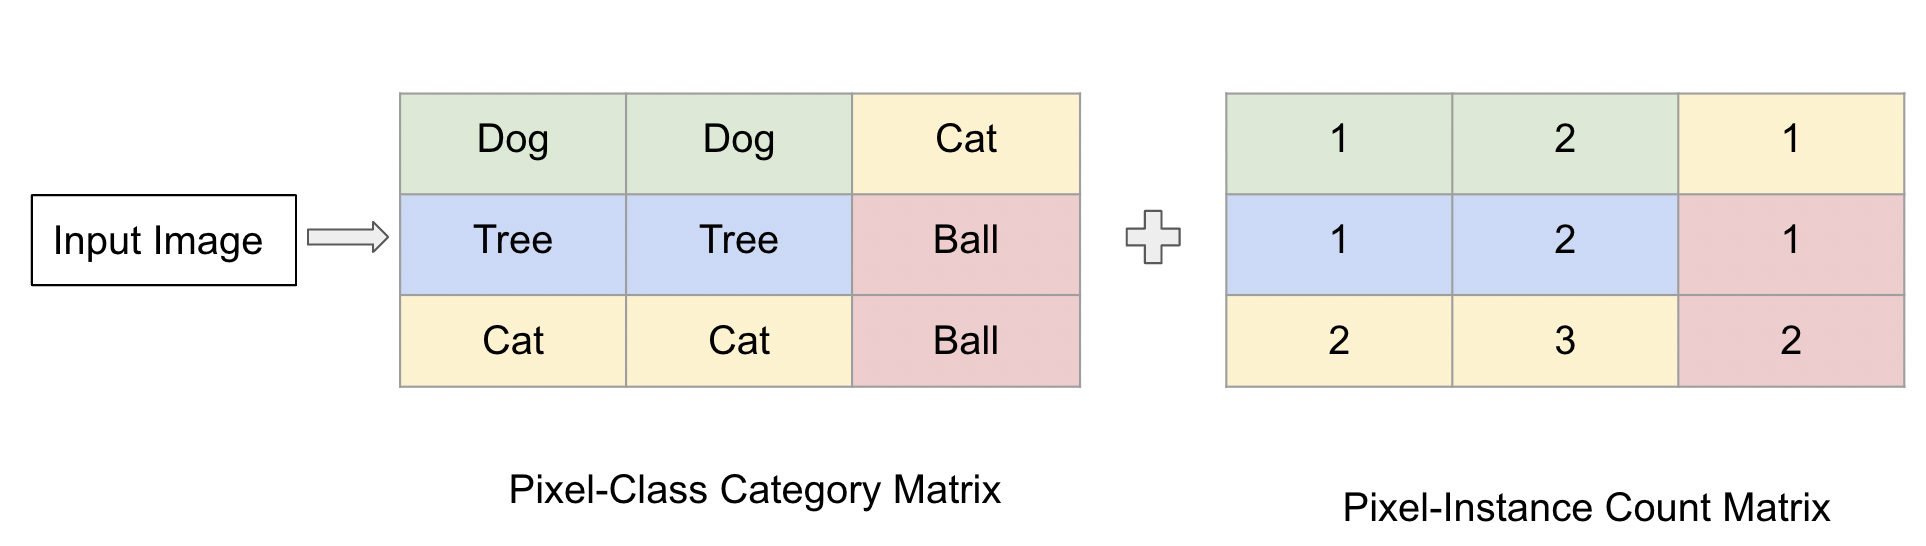 Dog Dog Cat 1 2 1
Input Image Tree Tree Ball 1 2 1
Cat Cat Ball 2 3 2
Pixel-Class Category Matrix
Pixel-Instance Count Matrix